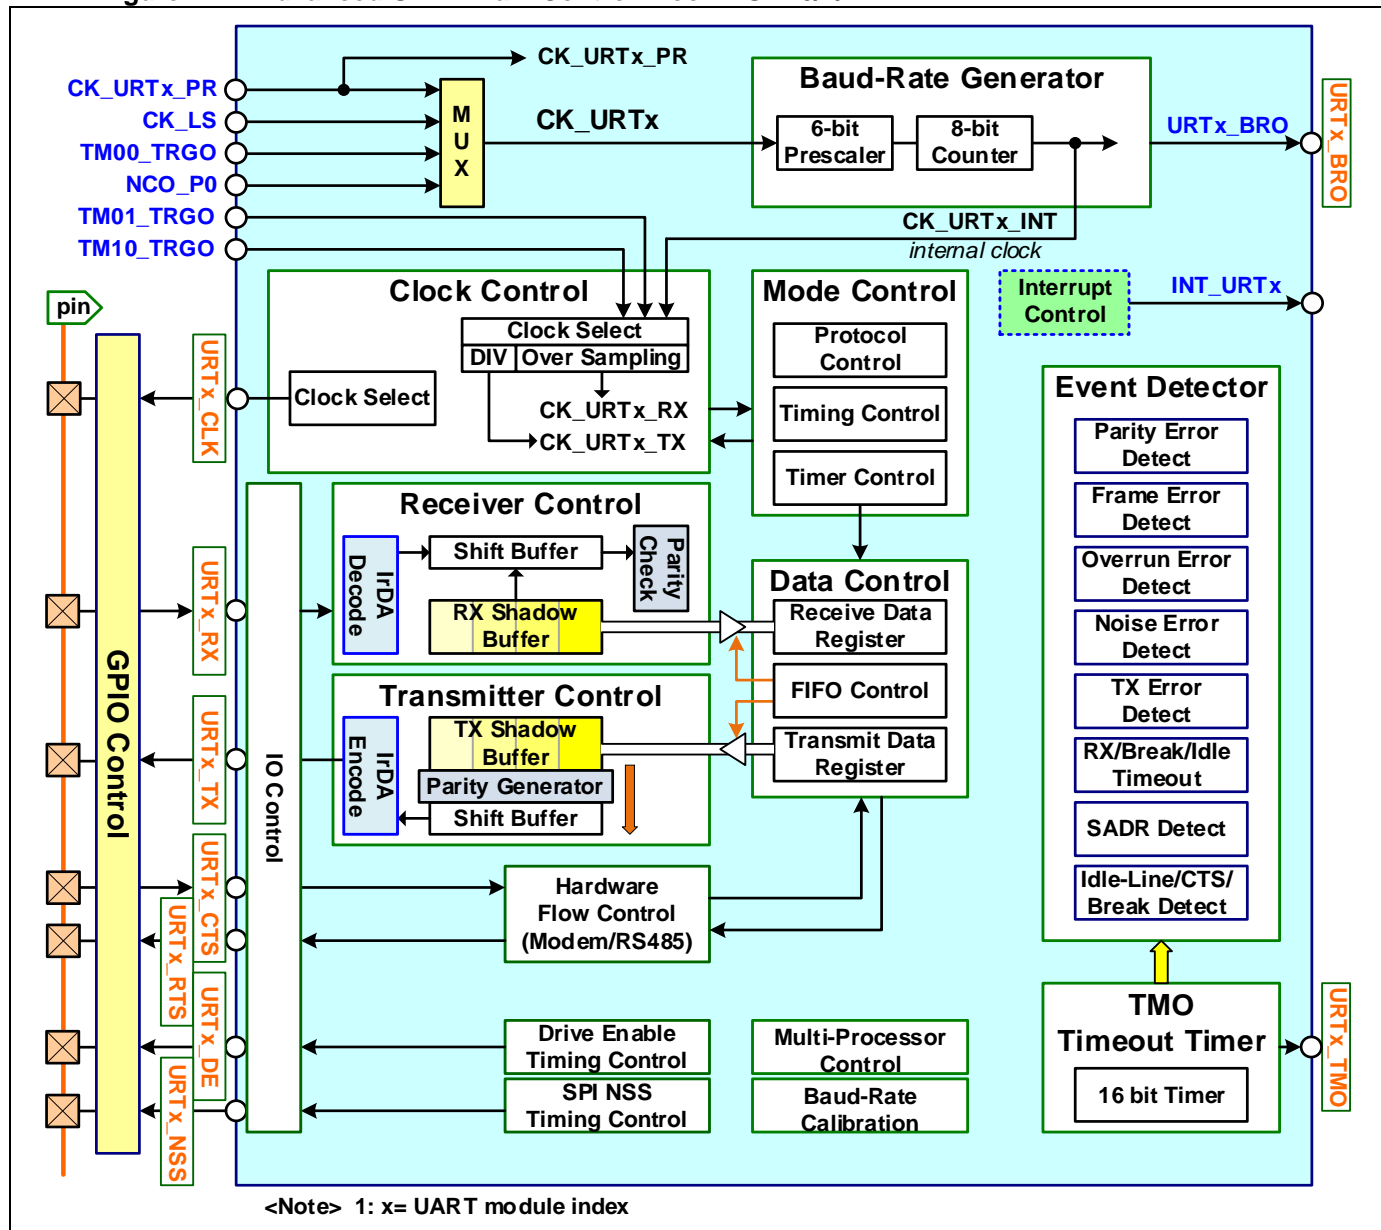 CK_URTx_PR
CK_URTx_PR
CK_LS
TM00_TRGO
NCO_P0
TM01_TRGO
TM10_TRGO
M
U
X
CK_URTx
Baud-Rate Generator
6-bit
Prescaler
8-bit
Counter
URTx_BRO
URTx_BRO
CK_URTx_INT
internal clock
Interrupt
Control
INT_URTx
pin
GPIO Control
URTx_CLK
URTx_RX
URTx_TX
URTx_CTS
URTx_RTS
URTx_DE
URTx_NSS
Clock Control
Clock Select
DIV
Over Sampling
Clock Select
CK_URTx_RX
CK_URTx_TX
Mode Control
Protocol
Control
Timing Control
Timer Control
IO Control
Receiver Control
IrDA
Decode
Shift Buffer
Parity
Check
RX Shadow
Buffer
Data Control
Receive Data
Register
FIFO Control
Transmit Data
Register
Transmitter Control
IrDA
Encode
TX Shadow
Buffer
Parity Generator
Shift Buffer
Hardware
Flow Control
(Modem/RS485)
Drive Enable
Timing Control
SPI NSS
Timing Control
Multi-Processor
Control
Baud-Rate
Calibration
Event Detector
Parity Error
Detect
Frame Error
Detect
Overrun Error
Detect
Noise Error
Detect
TX Error
Detect
RX/Break/Idle
Timeout
SADR Detect
Idle-Line/CTS/
Break Detect
TMO
Timeout Timer
16 bit Timer
URTx_TMO
<Note> 1: x= UART module index